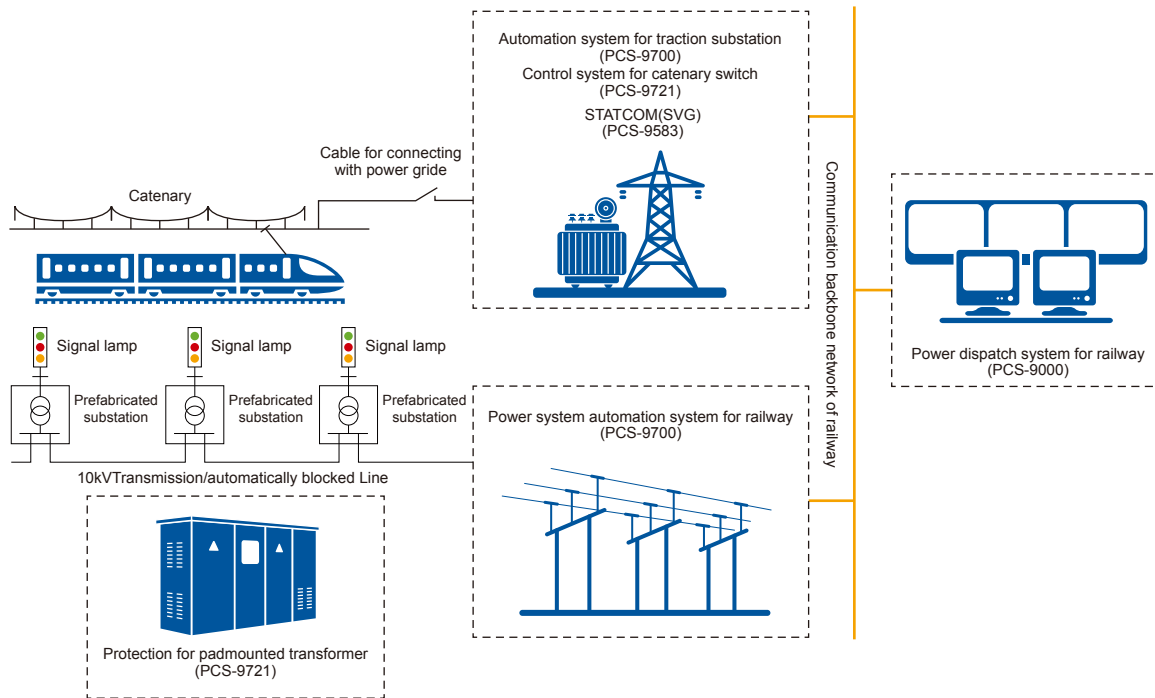 Automation system for traction substation
(PCS-9700)
Control system for catenary switch
(PCS-9721)
STATCOM(SVG)
(PCS-9583)
Cable for connecting
with power gride
Catenary
Communication backbone network of railway
Power dispatch system for railway
(PCS-9000)
Signal lamp
Signal lamp
Signal lamp
Prefabricated
substation
Prefabricated
substation
Prefabricated
substation
10kVTransmission/automatically blocked Line
Power system automation system for railway
(PCS-9700)
Protection for padmounted transformer
(PCS-9721)